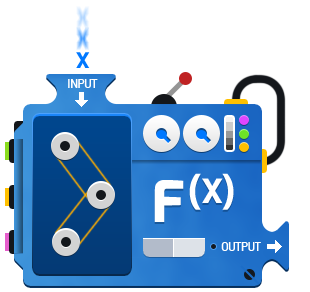 x
x
x
INPUT
F(x)
OUTPUT